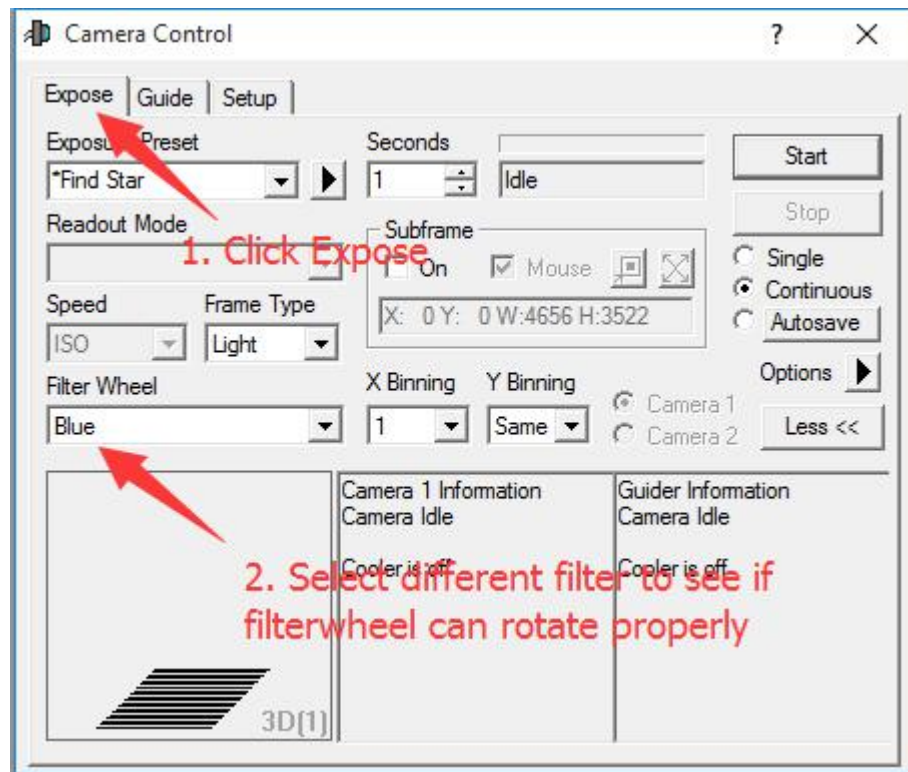 Camera Control
Expose Guide Setup
Exposure Preset Seconds
*Find Star 1 Idle Start
Readout Mode Stop
1. Click Expose
Subframe
On Mouse Single
Continuous
Speed Frame Type X: 0 Y: 0 W:4656 H:3522 Autosave
ISO Light
Filter Wheel X Binning Y Binning Options
Blue 1 Same Camera 1
Camera 2 Less <<
Camera 1 Information Guider Information
Camera Idle Camera Idle
Cooler is off Cooler is off
2. Select different filter to see if
filterwheel can rotate properly
3D(1)